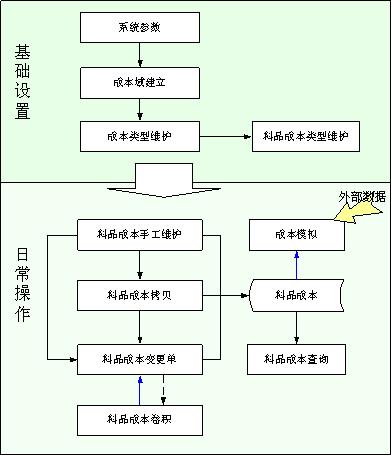 基础设置
系统参数
成本域建立
成本类型维护
料品成本类型维护
日常操作
外部数据
料品成本手工维护
成本模拟
料品成本拷贝
料品成本
料品成本变更单
料品成本查询
料品成本卷积